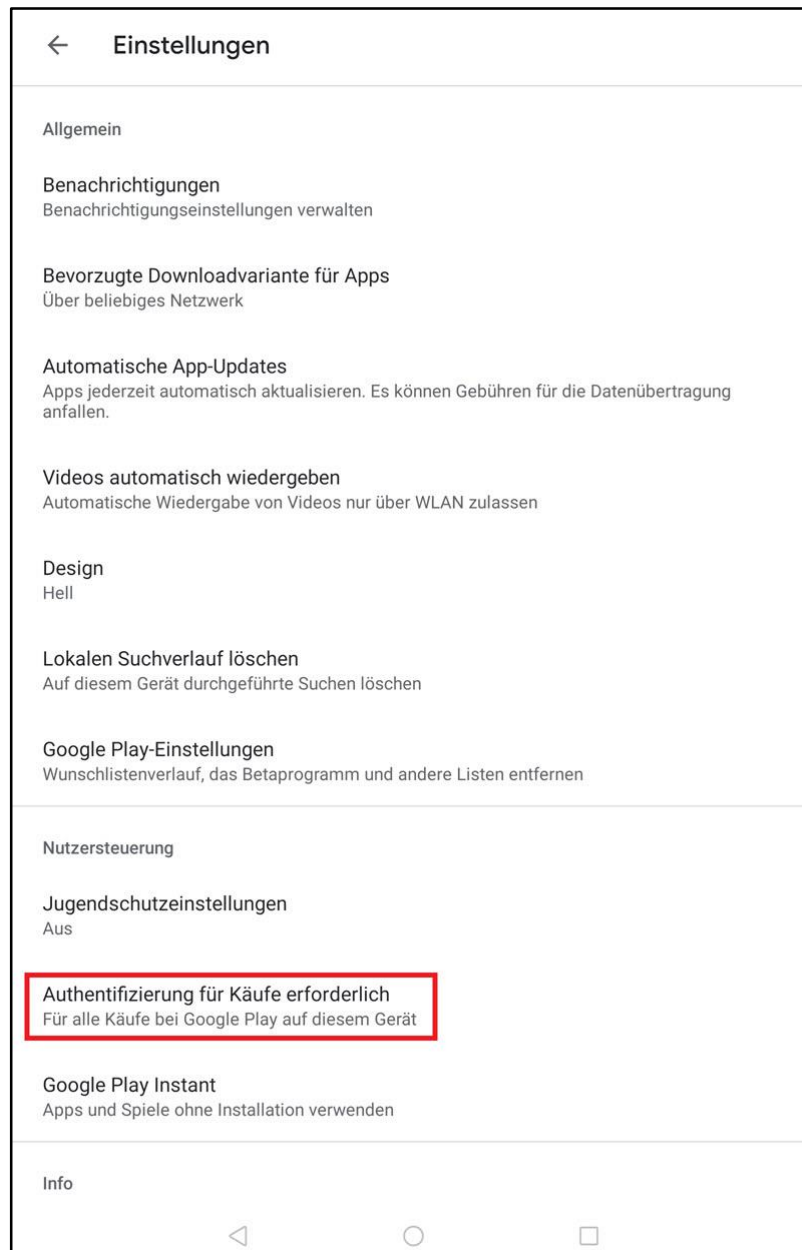 Einstellungen
Allgemein
Benachrichtigungen
Benachrichtigungseinstellungen verwalten
Bevorzugte Downloadvariante für Apps
Über beliebiges Netzwerk
Automatische App-Updates
Apps jederzeit automatisch aktualisieren. Es können Gebühren für die Datenübertragung
anfallen.
Videos automatisch wiedergeben
Automatische Wiedergabe von Videos nur über WLAN zulassen
Design
Hell
Lokalen Suchverlauf löschen
Auf diesem Gerät durchgeführte Suchen löschen
Google Play-Einstellungen
Wunschlistenverlauf, das Betaprogramm und andere Listen entfernen
Nutzersteuerung
Jugendschutzeinstellungen
Aus
Authentifizierung für Käufe erforderlich
Für alle Käufe bei Google Play auf diesem Gerät
Google Play Instant
Apps und Spiele ohne Installation verwenden
Info